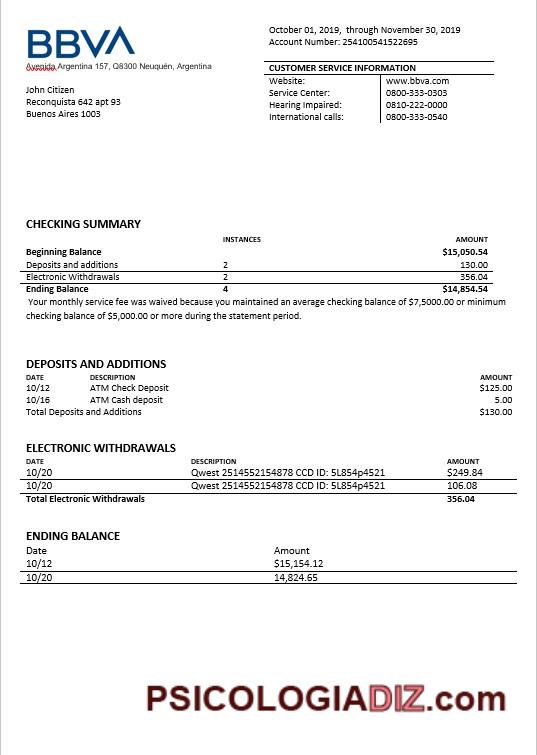 BBVA
Avenida Argentina 157, Q8300 Neuquén, Argentina
John Citizen
Reconquista 642 apt 93
Buenos Aires 1003
October 01, 2019, through November 30, 2019
Account Number: 254100541522695
CUSTOMER SERVICE INFORMATION
Website: www.bbva.com
Service Center: 0800-333-0303
Hearing Impaired: 0810-222-0000
International calls: 0800-333-0540
CHECKING SUMMARY
INSTANCES AMOUNT
Beginning Balance $15,050.54
Deposits and additions 2 130.00
Electronic Withdrawals 2 356.04
Ending Balance 4 $14,854.54
Your monthly service fee was waived because you maintained an average checking balance of $7,5000.00 or minimum
checking balance of $5,000.00 or more during the statement period.
DEPOSITS AND ADDITIONS
DATE DESCRIPTION AMOUNT
10/12 ATM Check Deposit $125.00
10/16 ATM Cash deposit 5.00
Total Deposits and Additions $130.00
ELECTRONIC WITHDRAWALS
DATE DESCRIPTION AMOUNT
10/20 Qwest 2514552154878 CCD ID: 5L854p4521 $249.84
10/20 Qwest 2514552154878 CCD ID: 5L854p4521 106.08
Total Electronic Withdrawals 356.04
ENDING BALANCE
Date Amount
10/12 $15,154.12
10/20 14,824.65
PSICOLOGIADIZ.com